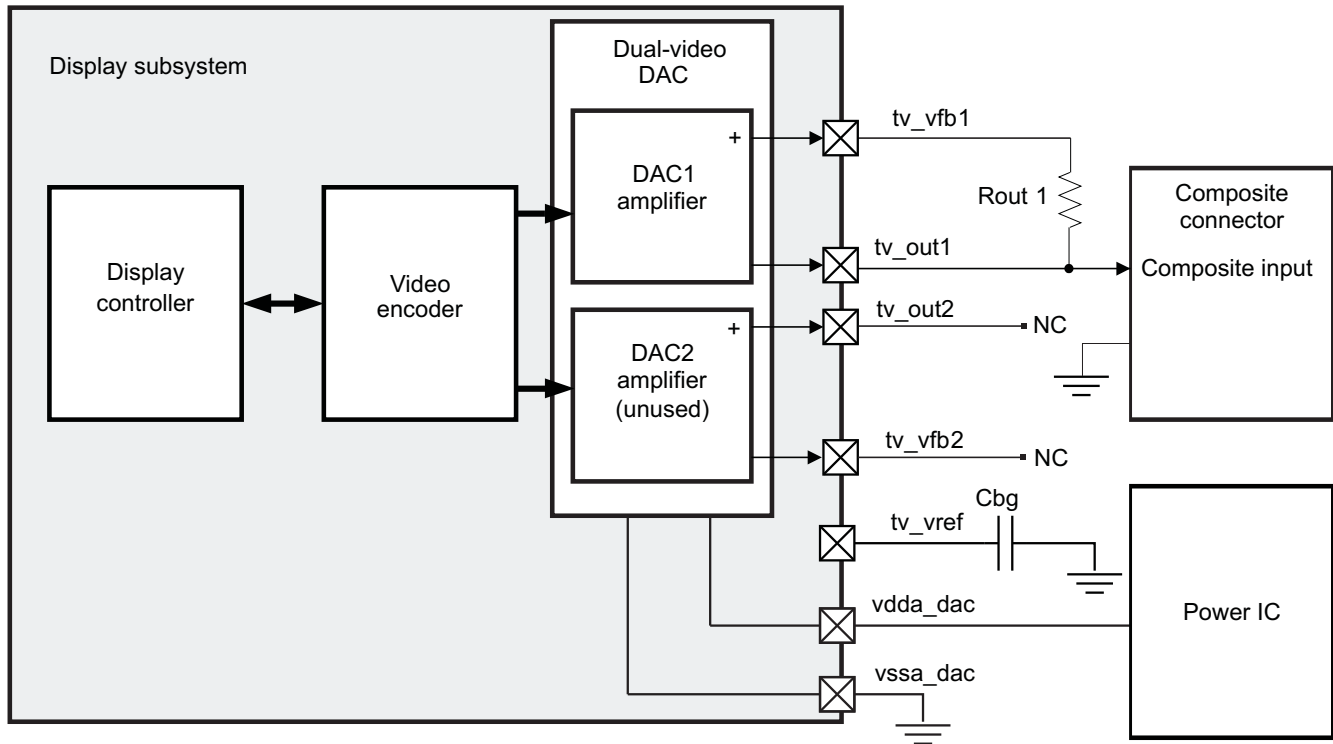 Display subsystem
Dual-video
DAC
DAC1
amplifier
+
DAC2
amplifier
(unused)
+
Display
controller
Video
encoder
tv_vfb1
Rout 1
tv_out1
tv_out2
NC
tv_vfb2
NC
Cbg
tv_vref
vdda_dac
vssa_dac
Composite
connector
Composite input
Power IC